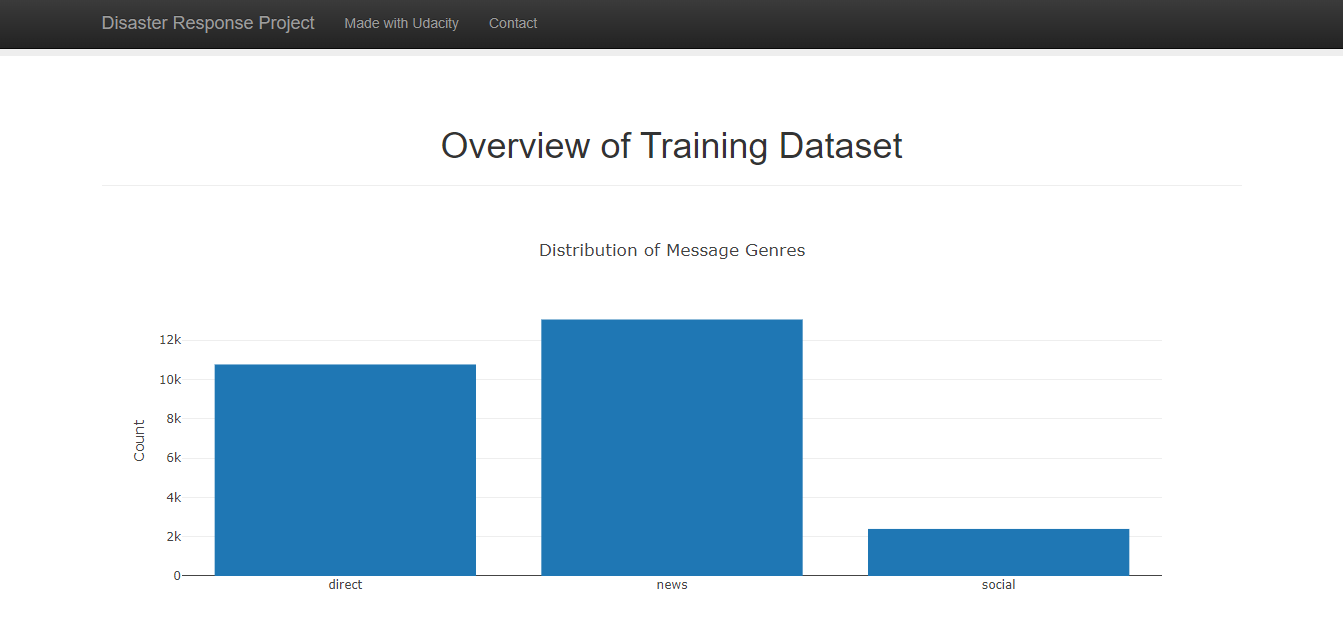 Disaster Response Project Made with Udacity Contact
Overview of Training Dataset
Distribution of Message Genres
12k
10k
8k
6k
4k
2k
0
Count
direct news social